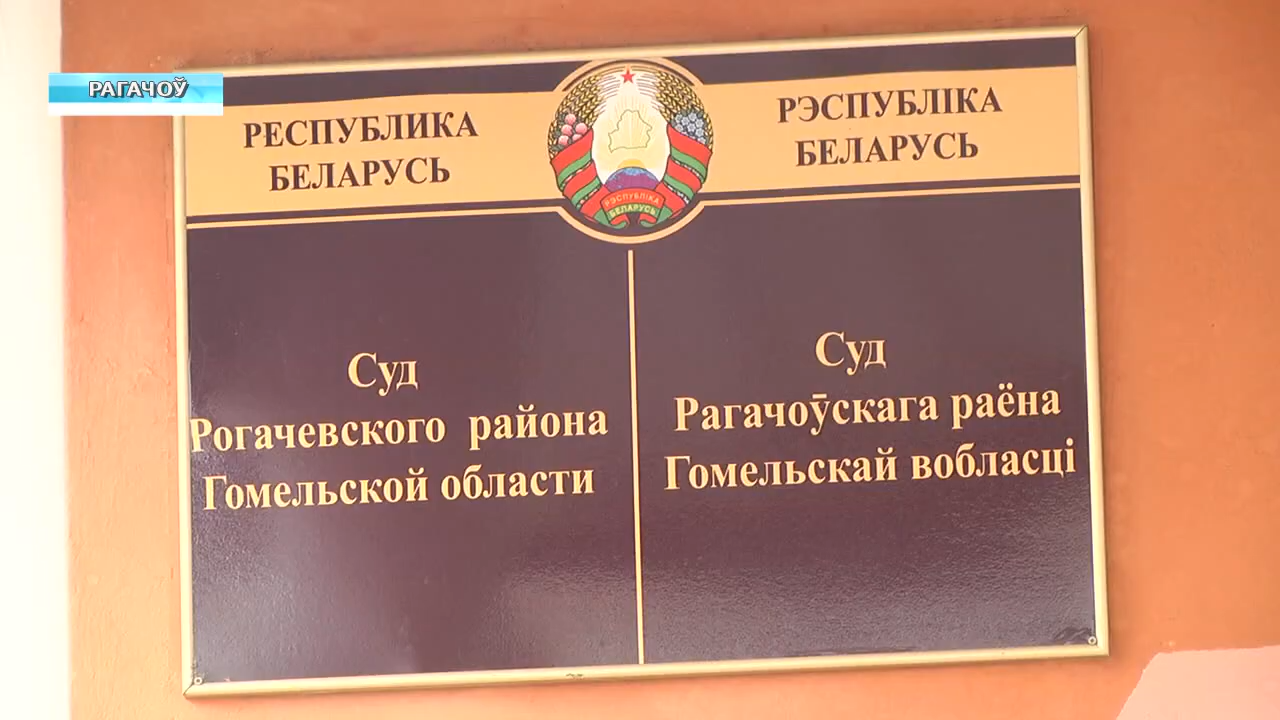 РАГАЧОЎ
РЕСПУБЛИКА
БЕЛАРУСЬ
РЭСПУБЛІКА
БЕЛАРУСЬ
РЭСПУБЛІКА
БЕЛАРУСЬ
Суд
Рогачевского района
Гомельской области
Суд
Рагачоўскага раёна
Гомельскай вобласці